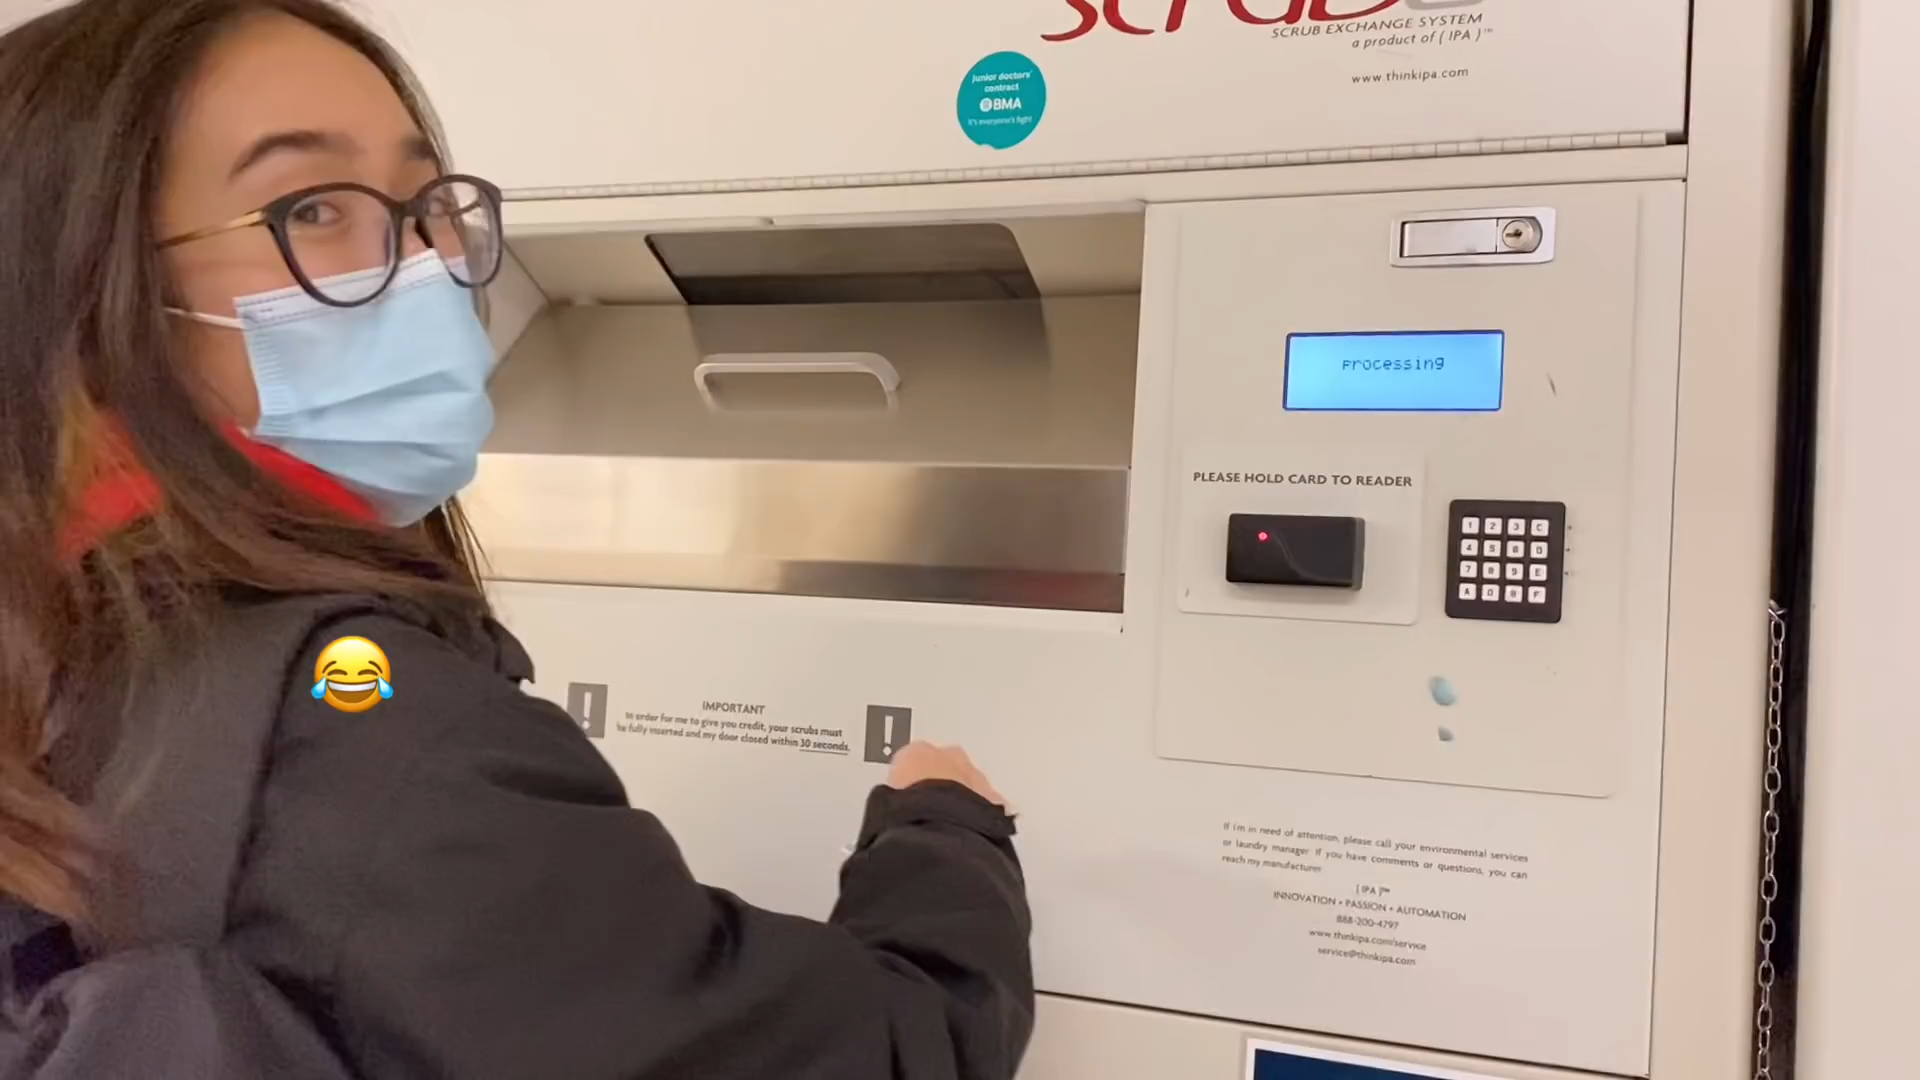 SCRUB EXCHANGE SYSTEM
a product of ( IPA )™
www.thinkipa.com
Junior doctors'
contract
BMA
it's everyone's fight
Processing
PLEASE HOLD CARD TO READER
1 2 3 C
4 5 6 D
7 8 9 E
A 0 B F
IMPORTANT
In order for me to give you credit, your scrubs must
be fully inserted and my door closed within 30 seconds.
If I'm in need of attention, please call your environmental services
or laundry manager. If you have comments or questions, you can
reach my manufacturer
( IPA )™
INNOVATION • PASSION • AUTOMATION
888-200-4797
www.thinkipa.com/service
service@thinkipa.com